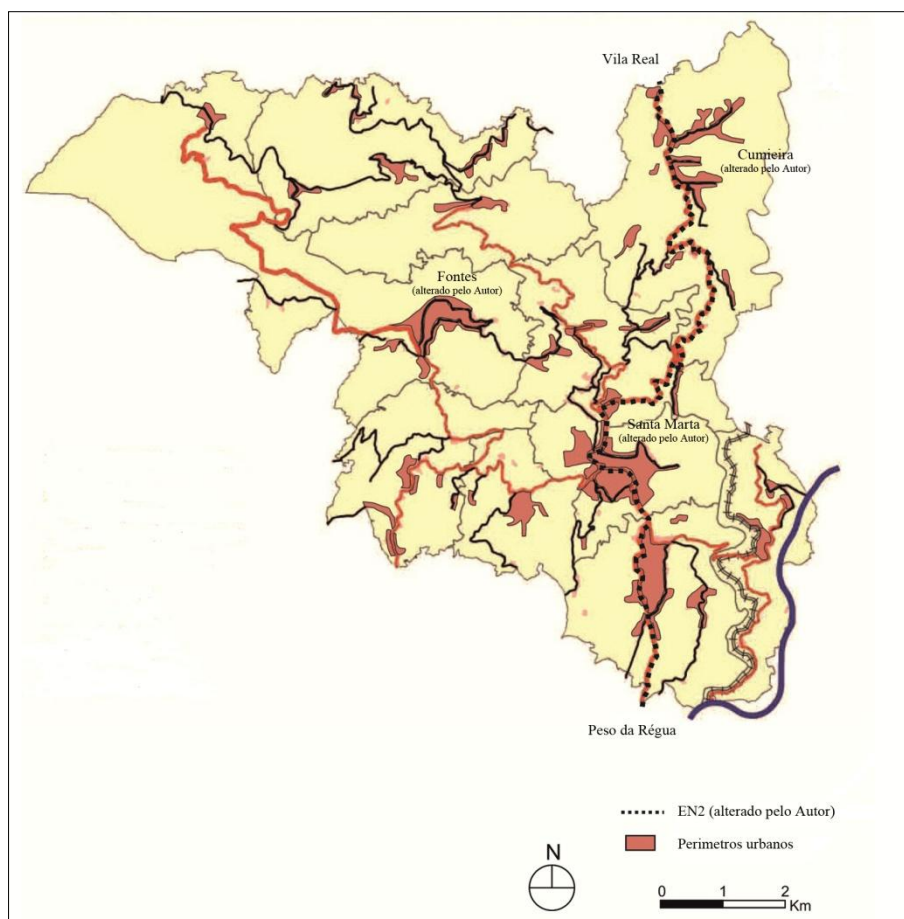 Vila Real
Cumieira
(alterado pelo Autor)
Fontes
(alterado pelo Autor)
Santa Marta
(alterado pelo Autor)
Peso da Régua
EN2 (alterado pelo Autor)
Perimetros urbanos
N
0 1 2
Km